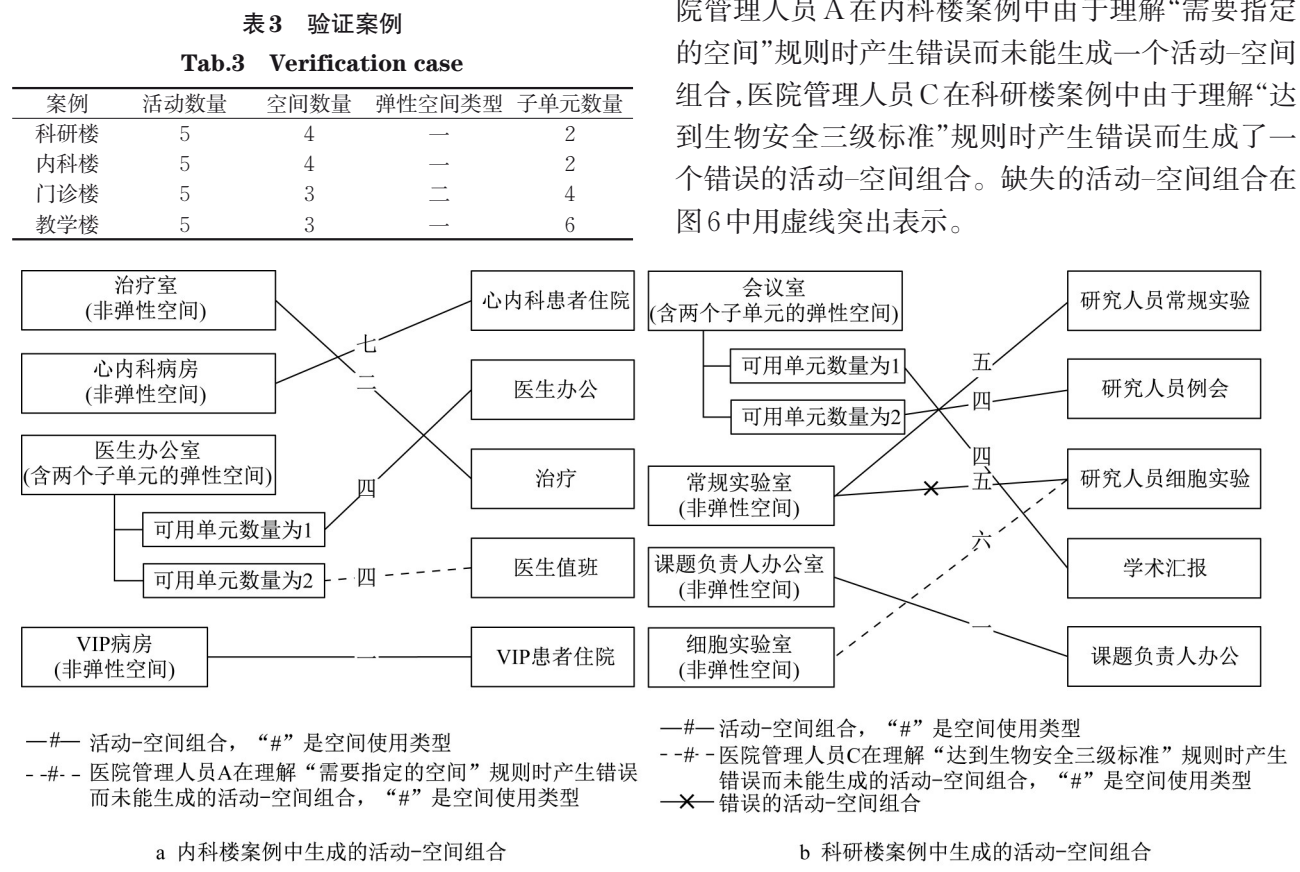 表3 验证案例
Tab.3 Verification case
案例 活动数量 空间数量 弹性空间类型 子单元数量
科研楼 5 4 一 2
内科楼 5 4 一 2
门诊楼 5 3 二 4
教学楼 5 3 一 6
院管理人员A在内科楼案例中由于理解“需要指定
的空间”规则时产生错误而未能生成一个活动–空间
组合,医院管理人员C在科研楼案例中由于理解“达
到生物安全三级标准”规则时产生错误而生成了一
个错误的活动–空间组合。缺失的活动–空间组合在
图6中用虚线突出表示。
治疗室
(非弹性空间)
心内科病房
(非弹性空间)
医生办公室
(含两个子单元的弹性空间)
可用单元数量为1
可用单元数量为2
VIP病房
(非弹性空间)
七
二
四
四
一
心内科患者住院
医生办公
治疗
医生值班
VIP患者住院
—#— 活动–空间组合, “#”是空间使用类型
- -#- - 医院管理人员A在理解“需要指定的空间”规则时产生错误
而未能生成的活动–空间组合, “#”是空间使用类型
a 内科楼案例中生成的活动–空间组合
会议室
(含两个子单元的弹性空间)
可用单元数量为1
可用单元数量为2
常规实验室
(非弹性空间)
课题负责人办公室
(非弹性空间)
细胞实验室
(非弹性空间)
五
四
四
五
六
一
研究人员常规实验
研究人员例会
研究人员细胞实验
学术汇报
课题负责人办公
—#— 活动–空间组合, “#”是空间使用类型
- -#- - 医院管理人员C在理解“达到生物安全三级标准”规则时产生
错误而未能生成的活动–空间组合, “#”是空间使用类型
错误的活动–空间组合
b 科研楼案例中生成的活动–空间组合